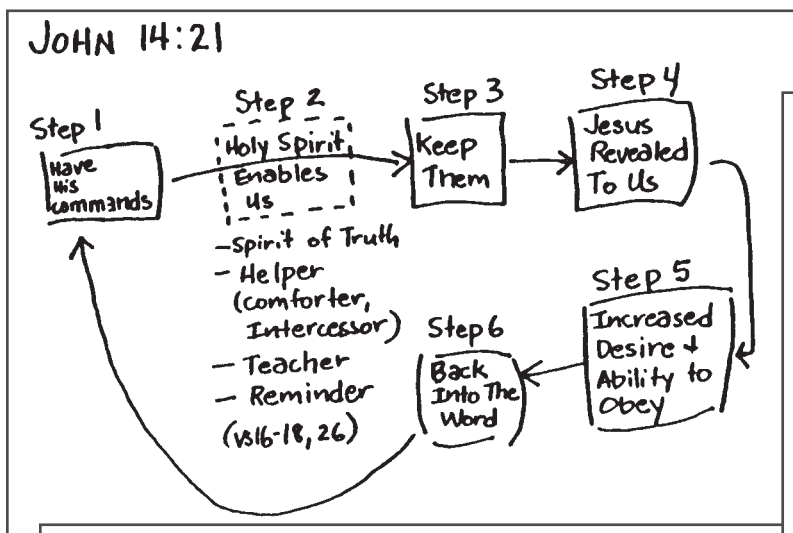 JOHN 14:21
Step 1
Have
His
commands
Step 2
Holy Spirit
Enables
us
- Spirit of Truth
- Helper
(comforter,
Intercessor)
- Teacher
- Reminder
(vs16-18, 26)
Step 3
Keep
Them
Step 4
Jesus
Revealed
To Us
Step 5
Increased
Desire +
Ability to
Obey
Step 6
Back
Into The
Word